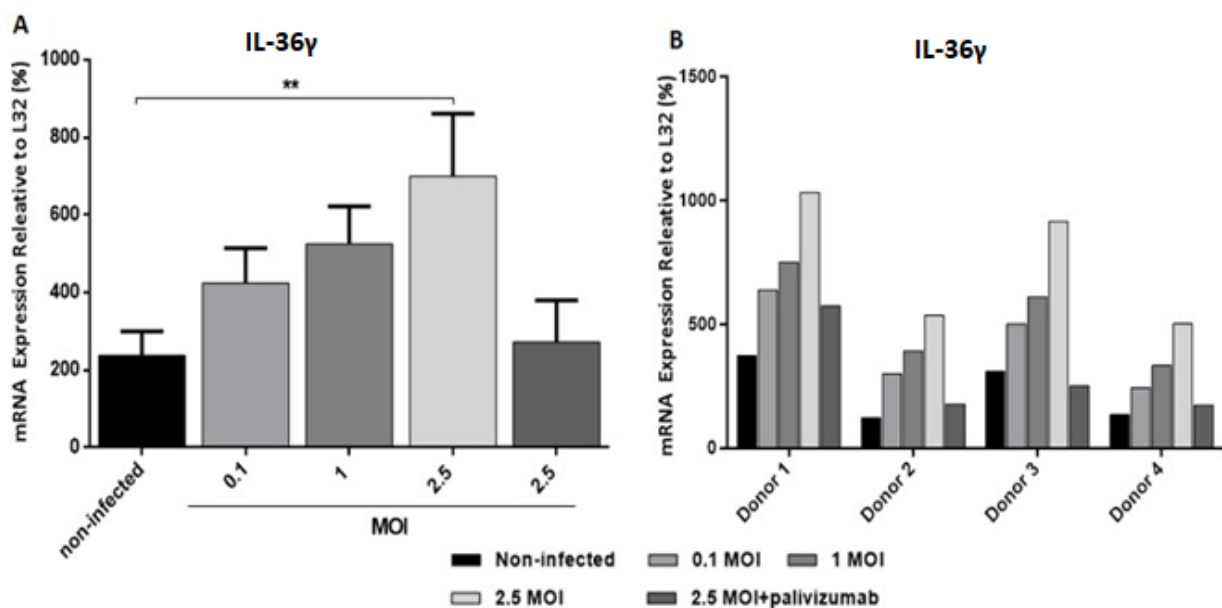 A
IL-36γ
mRNA Expression Releative to L32 (%)
1000
800
600
400
200
0
**
non-infected
0.1
1
2.5
2.5
MOI
B
IL-36γ
mRNA Expression Releative to L32 (%)
1500
1000
500
0
Donor 1
Donor 2
Donor 3
Donor 4
Non-infected
0.1 MOI
1 MOI
2.5 MOI
2.5 MOI+palivizumab